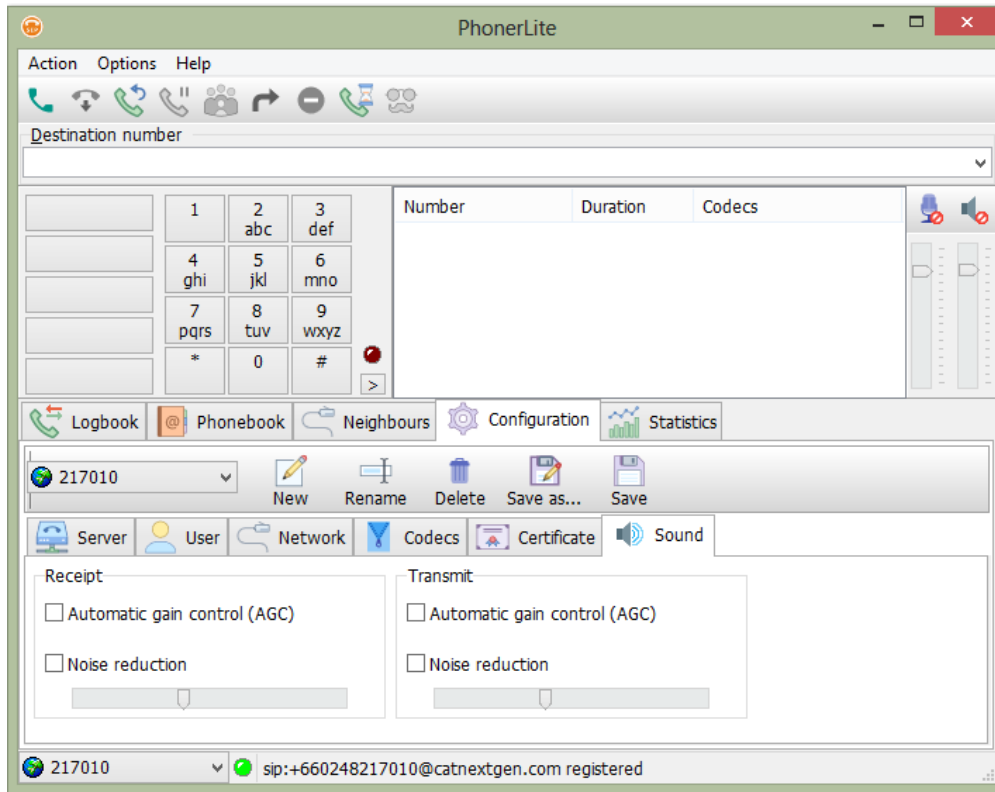 PhonerLite
Action Options Help
Destination number
1
2 abc
3 def
4 ghi
5 jkl
6 mno
7 pqrs
8 tuv
9 wxyz
*
0
#
>
Number Duration Codecs
Logbook Phonebook Neighbours Configuration Statistics
217010 New Rename Delete Save as... Save
Server User Network Codecs Certificate Sound
Receipt
Automatic gain control (AGC)
Noise reduction
Transmit
Automatic gain control (AGC)
Noise reduction
217010 sip:+660248217010@catnextgen.com registered